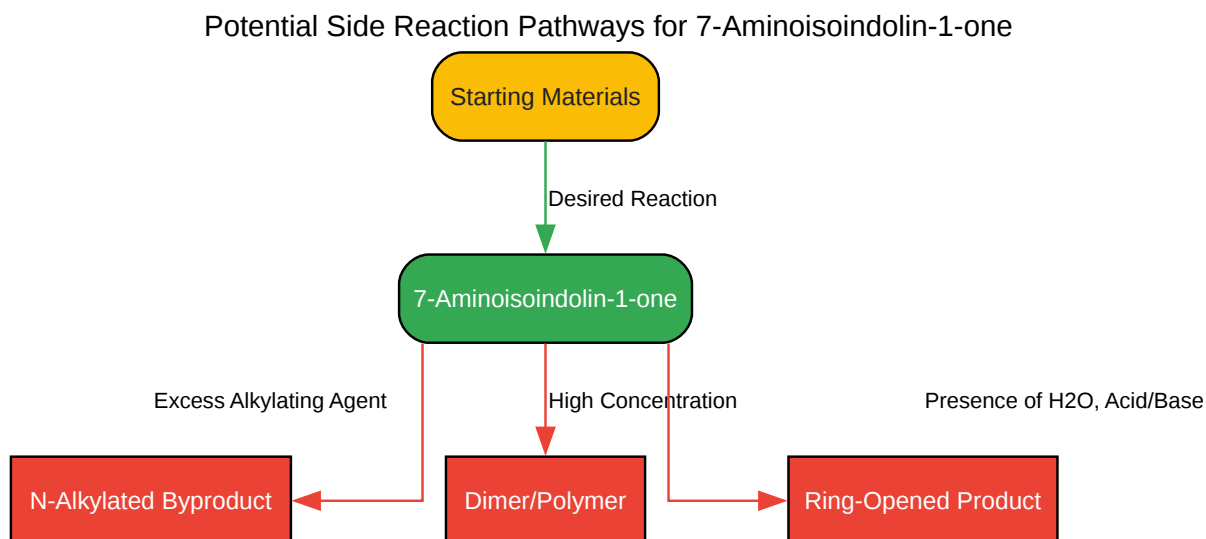 Potential Side Reaction Pathways for 7-Aminoisoindolin-1-one
Starting Materials
Desired Reaction
7-Aminoisoindolin-1-one
Excess Alkylating Agent
High Concentration
Presence of H2O, Acid/Base
N-Alkylated Byproduct
Dimer/Polymer
Ring-Opened Product